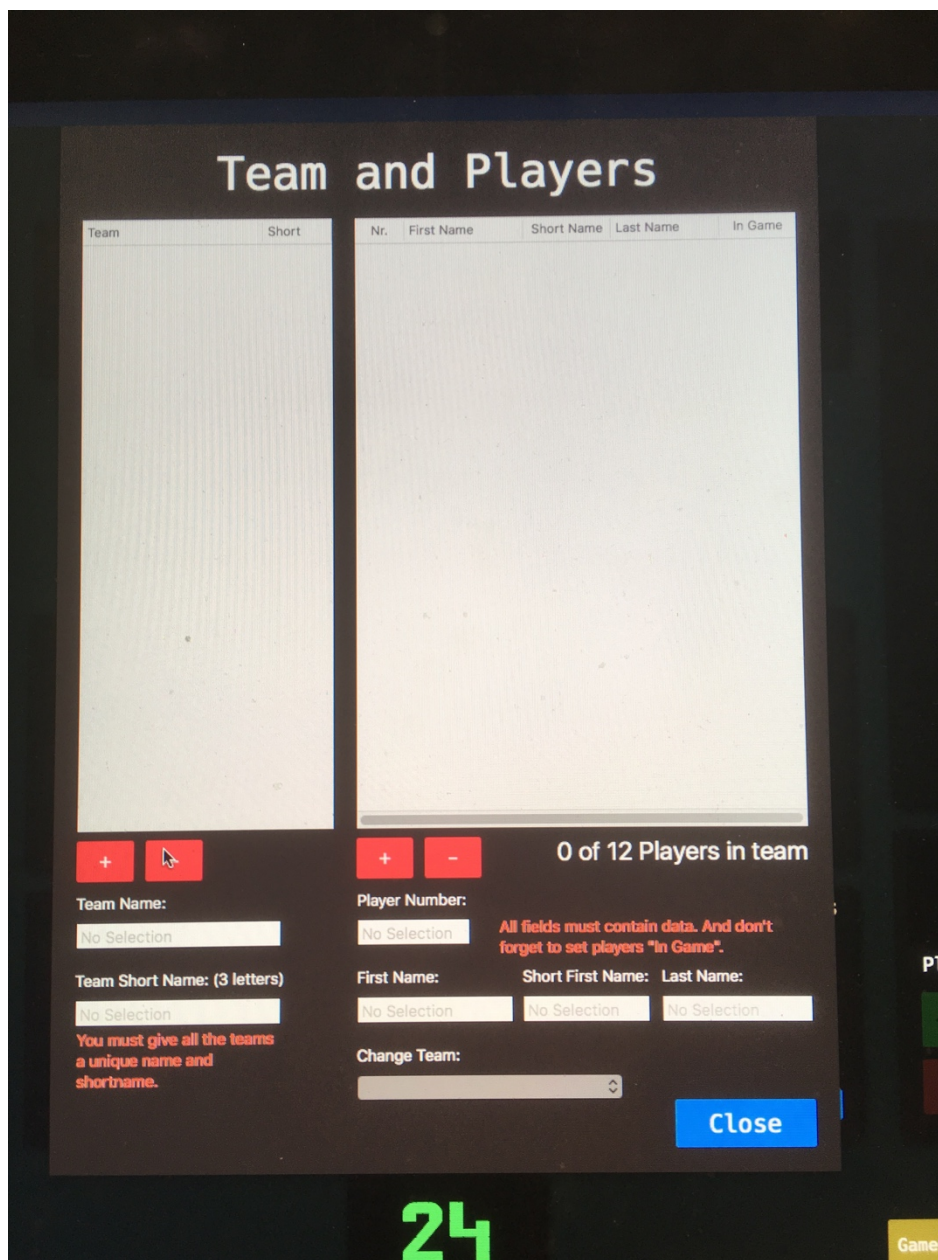 Team and Players
Team Short
Nr. First Name Short Name Last Name In Game
+
+ - 0 of 12 Players in team
Team Name:
No Selection
Team Short Name: (3 letters)
No Selection
You must give all the teams
a unique name and
shortname.
Player Number:
No Selection
All fields must contain data. And don't
forget to set players "In Game".
First Name: Short First Name: Last Name:
No Selection No Selection No Selection
Change Team:
Close
24
Game